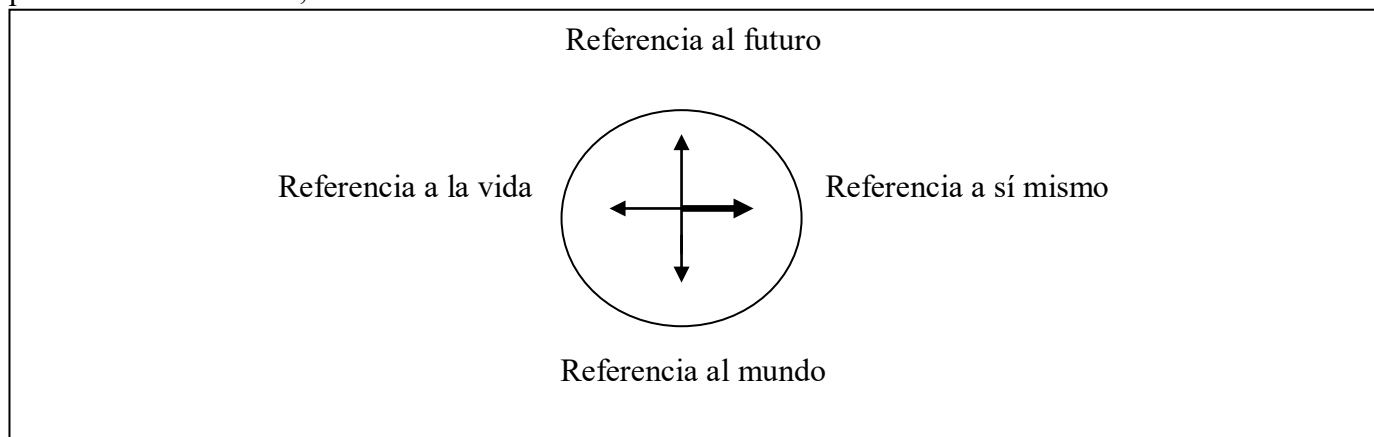 Referencia al futuro
Referencia a la vida
Referencia a sí mismo
Referencia al mundo